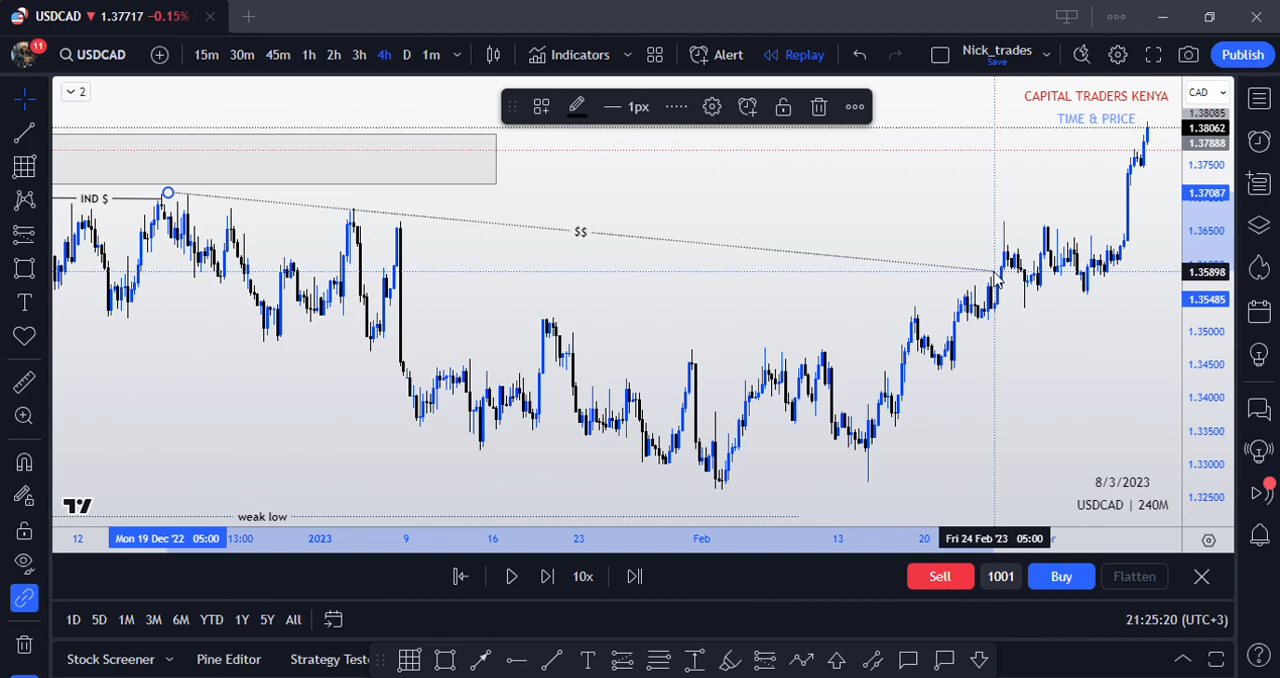 USDCAD 1.37717 -0.15%
11 USDCAD 15m 30m 45m 1h 2h 3h 4h D 1m Indicators Alert Replay Nick_trades Save Publish
2
1px
CAPITAL TRADERS KENYA
TIME & PRICE
CAD
1.38085
1.38062
1.37888
1.37500
1.37087
1.36500
1.35898
1.35485
1.35000
1.34500
1.34000
1.33500
1.33000
1.32500
IND $
$$
8/3/2023
USDCAD | 240M
weak low
12 Mon 19 Dec '22 05:00 13:00 2023 9 16 23 Feb 13 20 Fri 24 Feb '23 05:00
10x Sell 1001 Buy Flatten
1D 5D 1M 3M 6M YTD 1Y 5Y All 21:25:20 (UTC+3)
Stock Screener Pine Editor Strategy Test